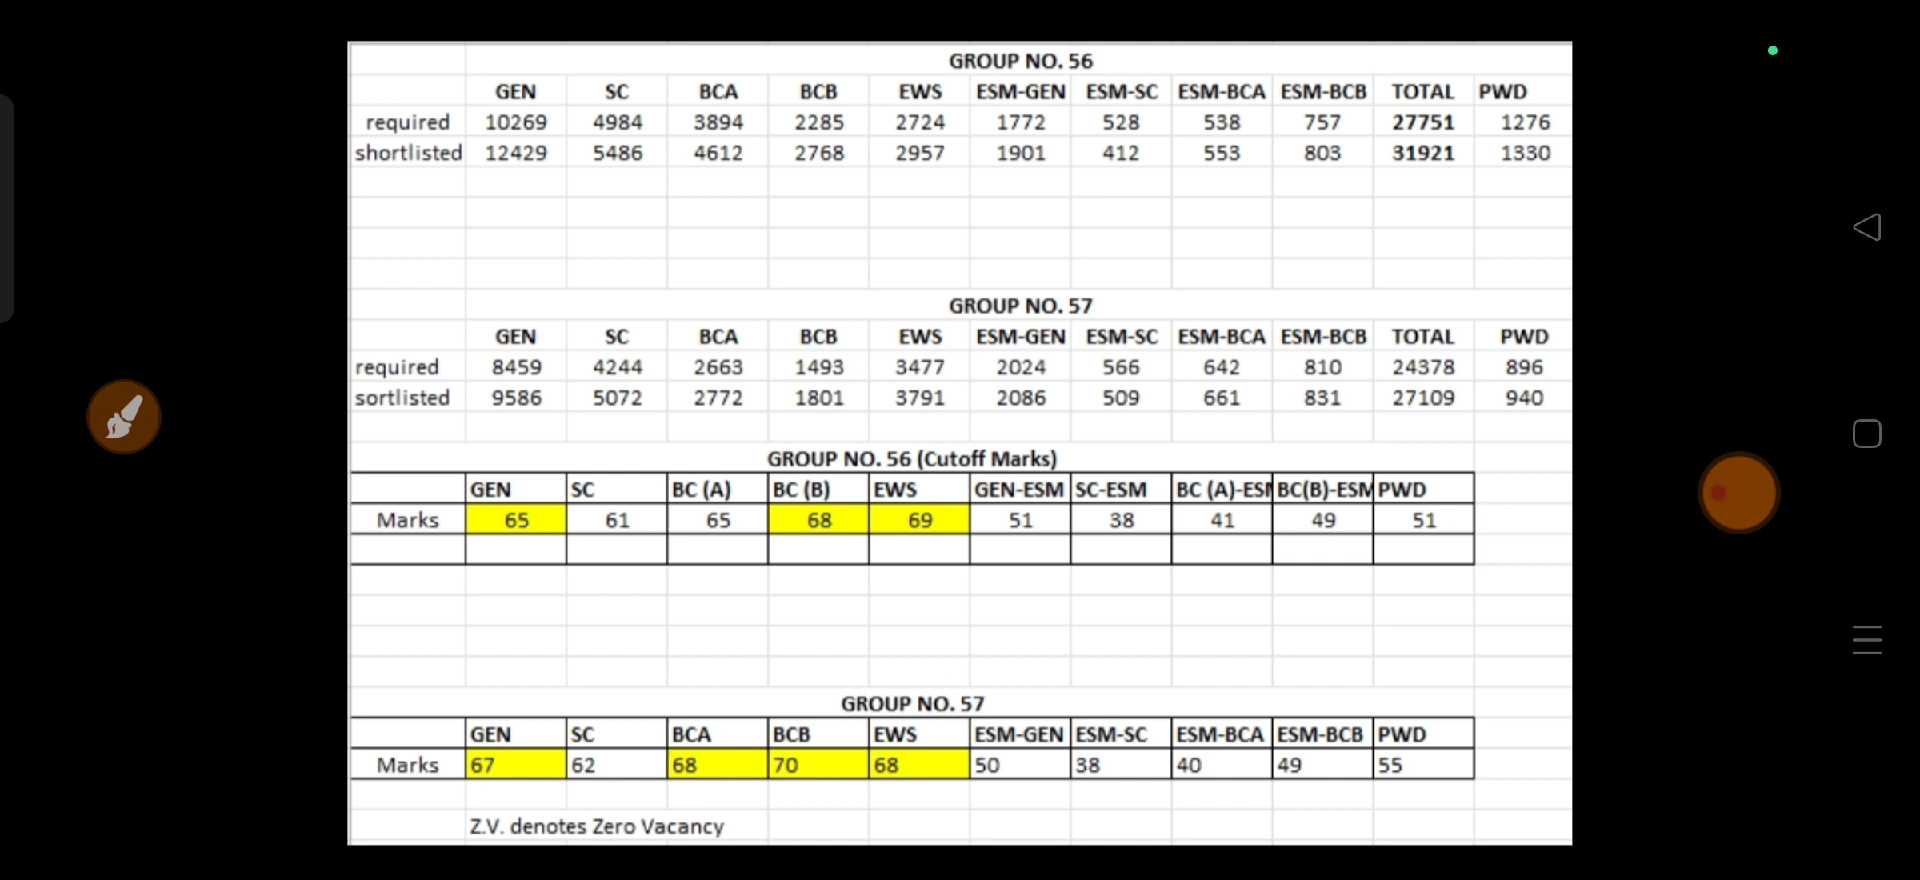 GROUP NO. 56
GEN SC BCA BCB EWS ESM-GEN ESM-SC ESM-BCA ESM-BCB TOTAL PWD
required 10269 4984 3894 2285 2724 1772 528 538 757 27751 1276
shortlisted 12429 5486 4612 2768 2957 1901 412 553 803 31921 1330
GROUP NO. 57
GEN SC BCA BCB EWS ESM-GEN ESM-SC ESM-BCA ESM-BCB TOTAL PWD
required 8459 4244 2663 1493 3477 2024 566 642 810 24378 896
sortlisted 9586 5072 2772 1801 3791 2086 509 661 831 27109 940
GROUP NO. 56 (Cutoff Marks)
GEN SC BC (A) BC (B) EWS GEN-ESM SC-ESM BC (A)-ESM BC(B)-ESM PWD
Marks 65 61 65 68 69 51 38 41 49 51
GROUP NO. 57
GEN SC BCA BCB EWS ESM-GEN ESM-SC ESM-BCA ESM-BCB PWD
Marks 67 62 68 70 68 50 38 40 49 55
Z.V. denotes Zero Vacancy